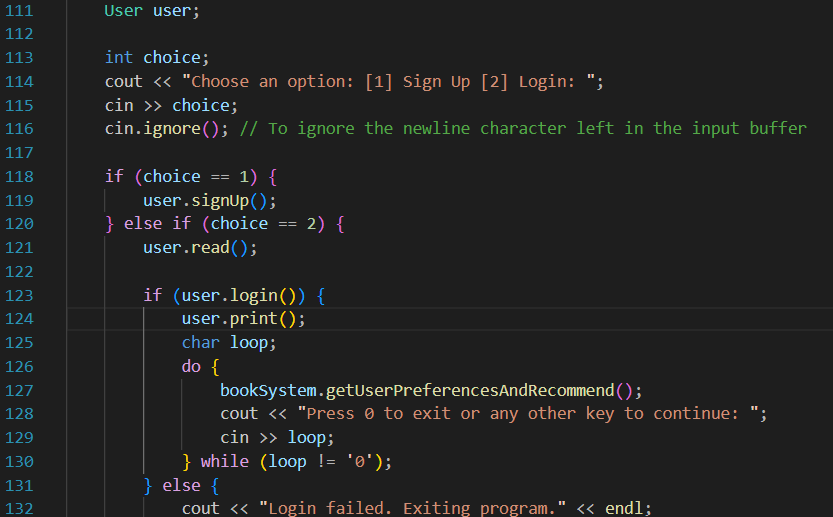 111 User user;
112
113 int choice;
114 cout << "Choose an option: [1] Sign Up [2] Login: ";
115 cin >> choice;
116 cin.ignore(); // To ignore the newline character left in the input buffer
117
118 if (choice == 1) {
119 user.signUp();
120 } else if (choice == 2) {
121 user.read();
122
123 if (user.login()) {
124 user.print();
125 char loop;
126 do {
127 bookSystem.getUserPreferencesAndRecommend();
128 cout << "Press 0 to exit or any other key to continue: ";
129 cin >> loop;
130 } while (loop != '0');
131 } else {
132 cout << "Login failed. Exiting program." << endl;